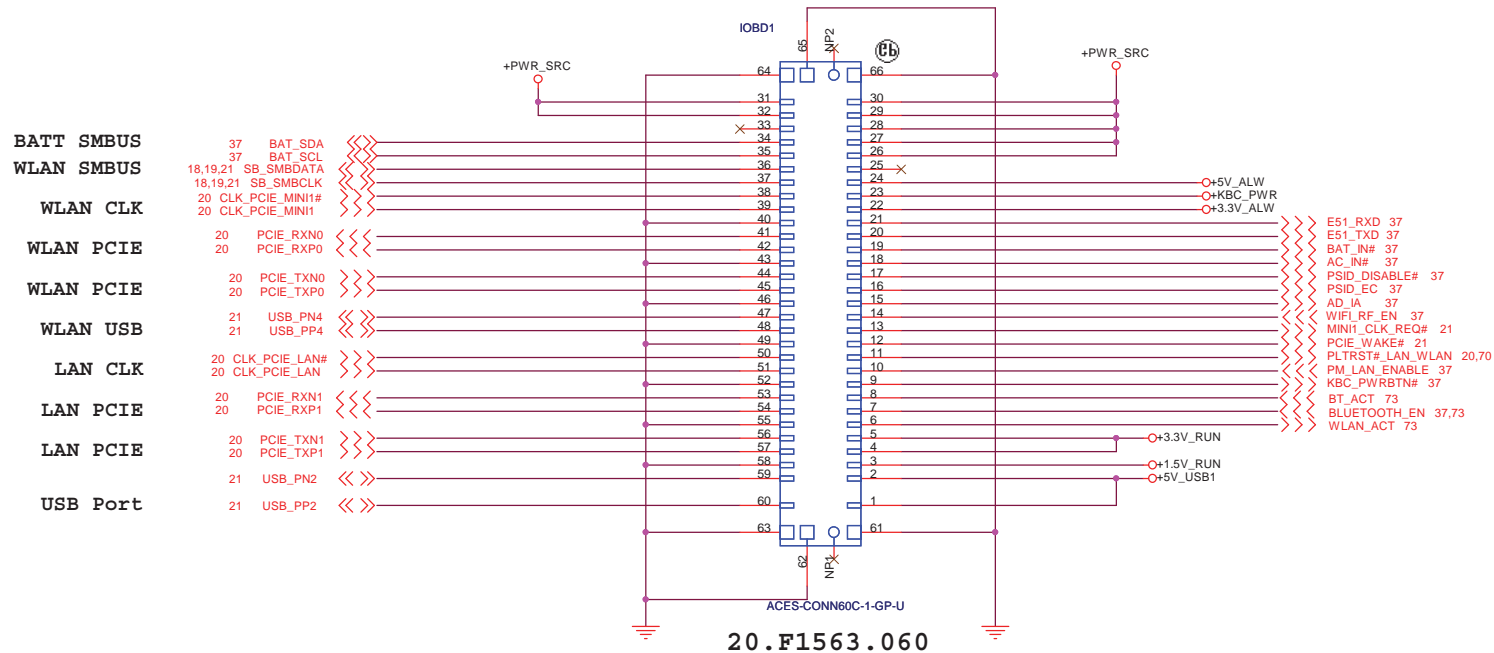 IOBD1
65
NP2
Cb
+PWR_SRC
+PWR_SRC
64 66
31 30
32 29
33 28
BATT SMBUS 37 BAT_SDA 34 27
37 BAT_SCL 35 26
WLAN SMBUS 18,19,21 SB_SMBDATA 36 25
18,19,21 SB_SMBCLK 37 24 +5V_ALW
20 CLK_PCIE_MINI1# 38 23 +KBC_PWR
WLAN CLK 20 CLK_PCIE_MINI1 39 22 +3.3V_ALW
40 21 E51_RXD 37
20 PCIE_RXN0 41 20 E51_TXD 37
WLAN PCIE 20 PCIE_RXP0 42 19 BAT_IN# 37
43 18 AC_IN# 37
20 PCIE_TXN0 44 17 PSID_DISABLE# 37
WLAN PCIE 20 PCIE_TXP0 45 16 PSID_EC 37
46 15 AD_IA 37
21 USB_PN4 47 14 WIFI_RF_EN 37
WLAN USB 21 USB_PP4 48 13 MINI1_CLK_REQ# 21
49 12 PCIE_WAKE# 21
20 CLK_PCIE_LAN# 50 11 PLTRST#_LAN_WLAN 20,70
LAN CLK 20 CLK_PCIE_LAN 51 10 PM_LAN_ENABLE 37
52 9 KBC_PWRBTN# 37
20 PCIE_RXN1 53 8 BT_ACT 73
LAN PCIE 20 PCIE_RXP1 54 7 BLUETOOTH_EN 37,73
55 6 WLAN_ACT 73
20 PCIE_TXN1 56 5 +3.3V_RUN
LAN PCIE 20 PCIE_TXP1 57 4
58 3 +1.5V_RUN
21 USB_PN2 59 2 +5V_USB1
USB Port 21 USB_PP2 60 1
63 61
62
NP1
ACES-CONN60C-1-GP-U
20.F1563.060